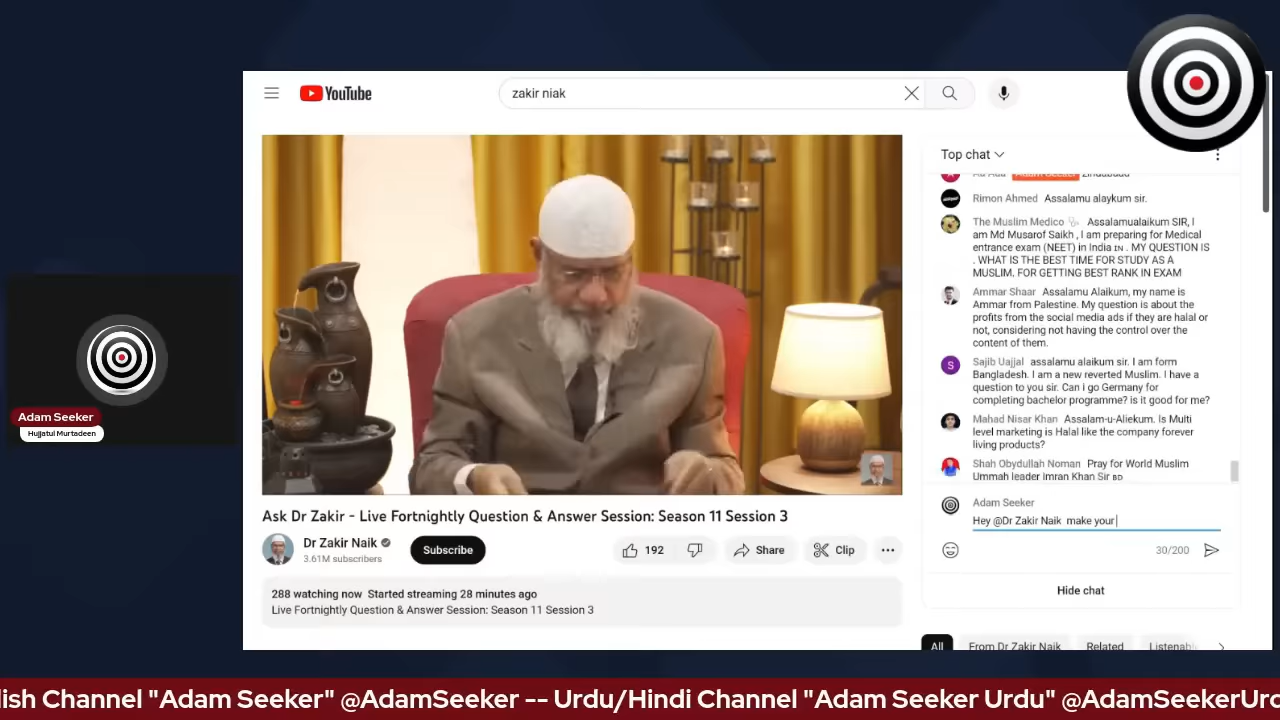 YouTube
zakir niak
Top chat
Adam Seeker zindabadd
Rimon Ahmed Assalamu alaykum sir.
The Muslim Medico Assalamualaikum SIR, I
am Md Musarof Saikh , I am preparing for Medical
entrance exam (NEET) in India IN . MY QUESTION IS
. WHAT IS THE BEST TIME FOR STUDY AS A
MUSLIM. FOR GETTING BEST RANK IN EXAM
Ammar Shaar Assalamu Alaikum, my name is
Ammar from Palestine. My question is about the
profits from the social media ads if they are halal or
not, considering not having the control over the
content of them.
S
Sajib Uajjal assalamu alaikum sir. I am form
Bangladesh. I am a new reverted Muslim. I have a
question to you sir. Can i go Germany for
completing bachelor programme? is it good for me?
Mahad Nisar Khan Assalam-u-Aliekum. Is Multi
level marketing is Halal like the company forever
living products?
Shah Obydullah Noman Pray for World Muslim
Ummah leader Imran Khan Sir BD
Adam Seeker
Hey @Dr Zakir Naik make your
30/200
Hide chat
Adam Seeker
Hujjatul Murtadeen
Ask Dr Zakir - Live Fortnightly Question & Answer Session: Season 11 Session 3
Dr Zakir Naik
3.61M subscribers
Subscribe
192
Share
Clip
288 watching now Started streaming 28 minutes ago
Live Fortnightly Question & Answer Session: Season 11 Session 3
All
From Dr Zakir Naik
Related
Listenab
lish Channel "Adam Seeker" @AdamSeeker -- Urdu/Hindi Channel "Adam Seeker Urdu" @AdamSeekerUrd